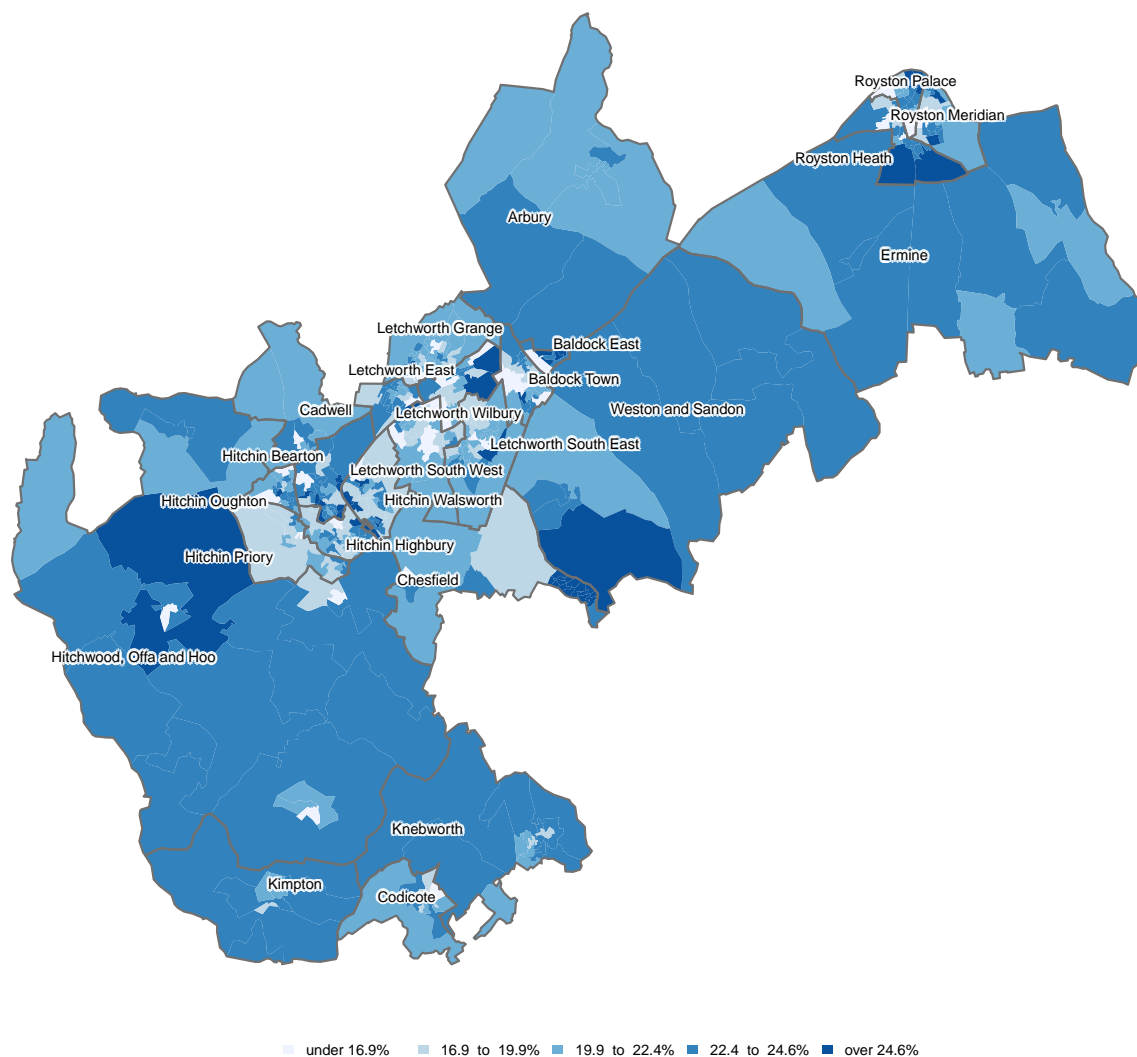 Royston Palace
Royston Meridian
Royston Heath
Arbury
Ermine
Letchworth Grange
Baldock East
Letchworth East
Baldock Town
Cadwell
Letchworth Wilbury
Weston and Sandon
Letchworth South East
Hitchin Bearton
Letchworth South West
Hitchin Oughton
Hitchin Walsworth
Hitchin Highbury
Hitchin Priory
Chesfield
Hitchwood, Offa and Hoo
Knebworth
Kimpton
Codicote
under 16.9% 16.9 to 19.9% 19.9 to 22.4% 22.4 to 24.6% over 24.6%